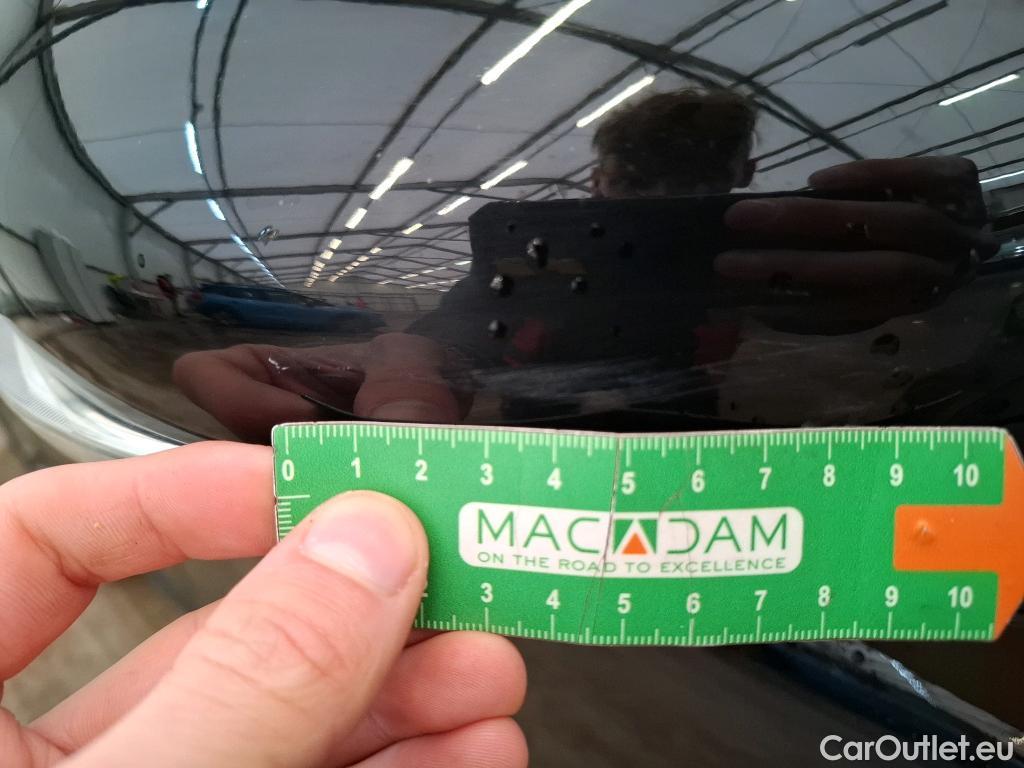 0 1 2 3 4 5 6 7 8 9 10
MACADAM
ON THE ROAD TO EXCELLENCE
3 4 5 6 7 8 9 10
CarOutlet.eu